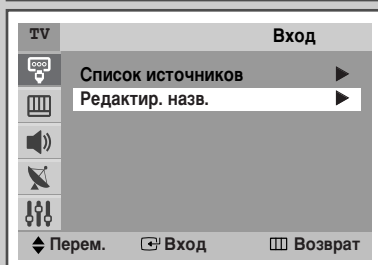 TV Вход
Список источников
Редактир. назв.
Перем. Вход Возврат